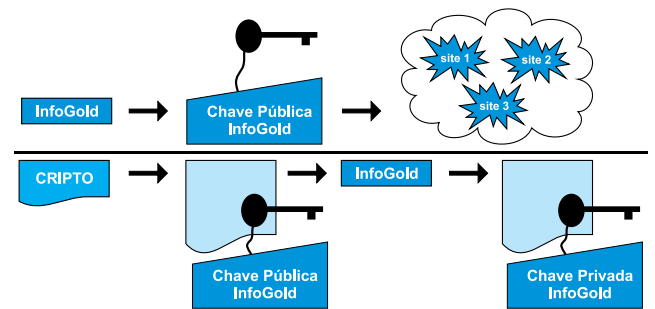 InfoGold
Chave Pública
InfoGold
site 1
site 2
site 3
CRIPTO
Chave Pública
InfoGold
InfoGold
Chave Privada
InfoGold